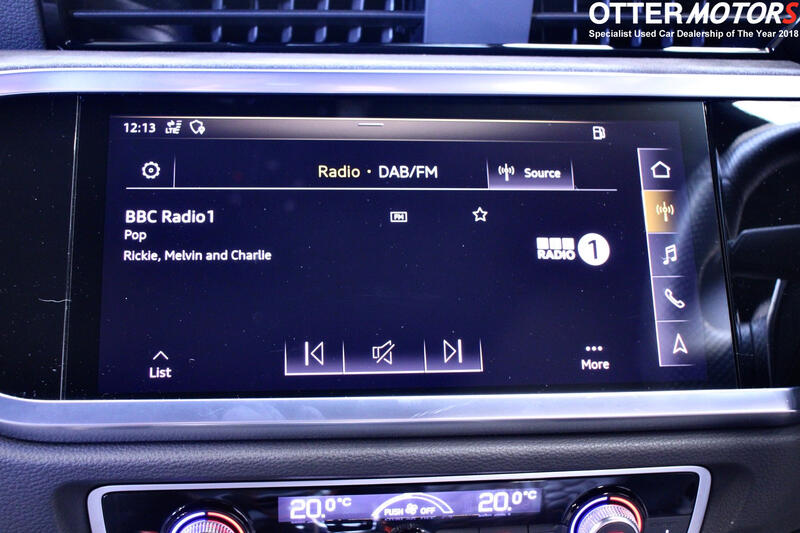 OTTER MOTORS
Specialist Used Car Dealership of The Year 2018
12:13 LTE
Radio • DAB/FM
Source
BBC Radio1
FM
Pop
Rickie, Melvin and Charlie
BBC
RADIO 1
List
More
20.0°C
PUSH OFF
20.0°C